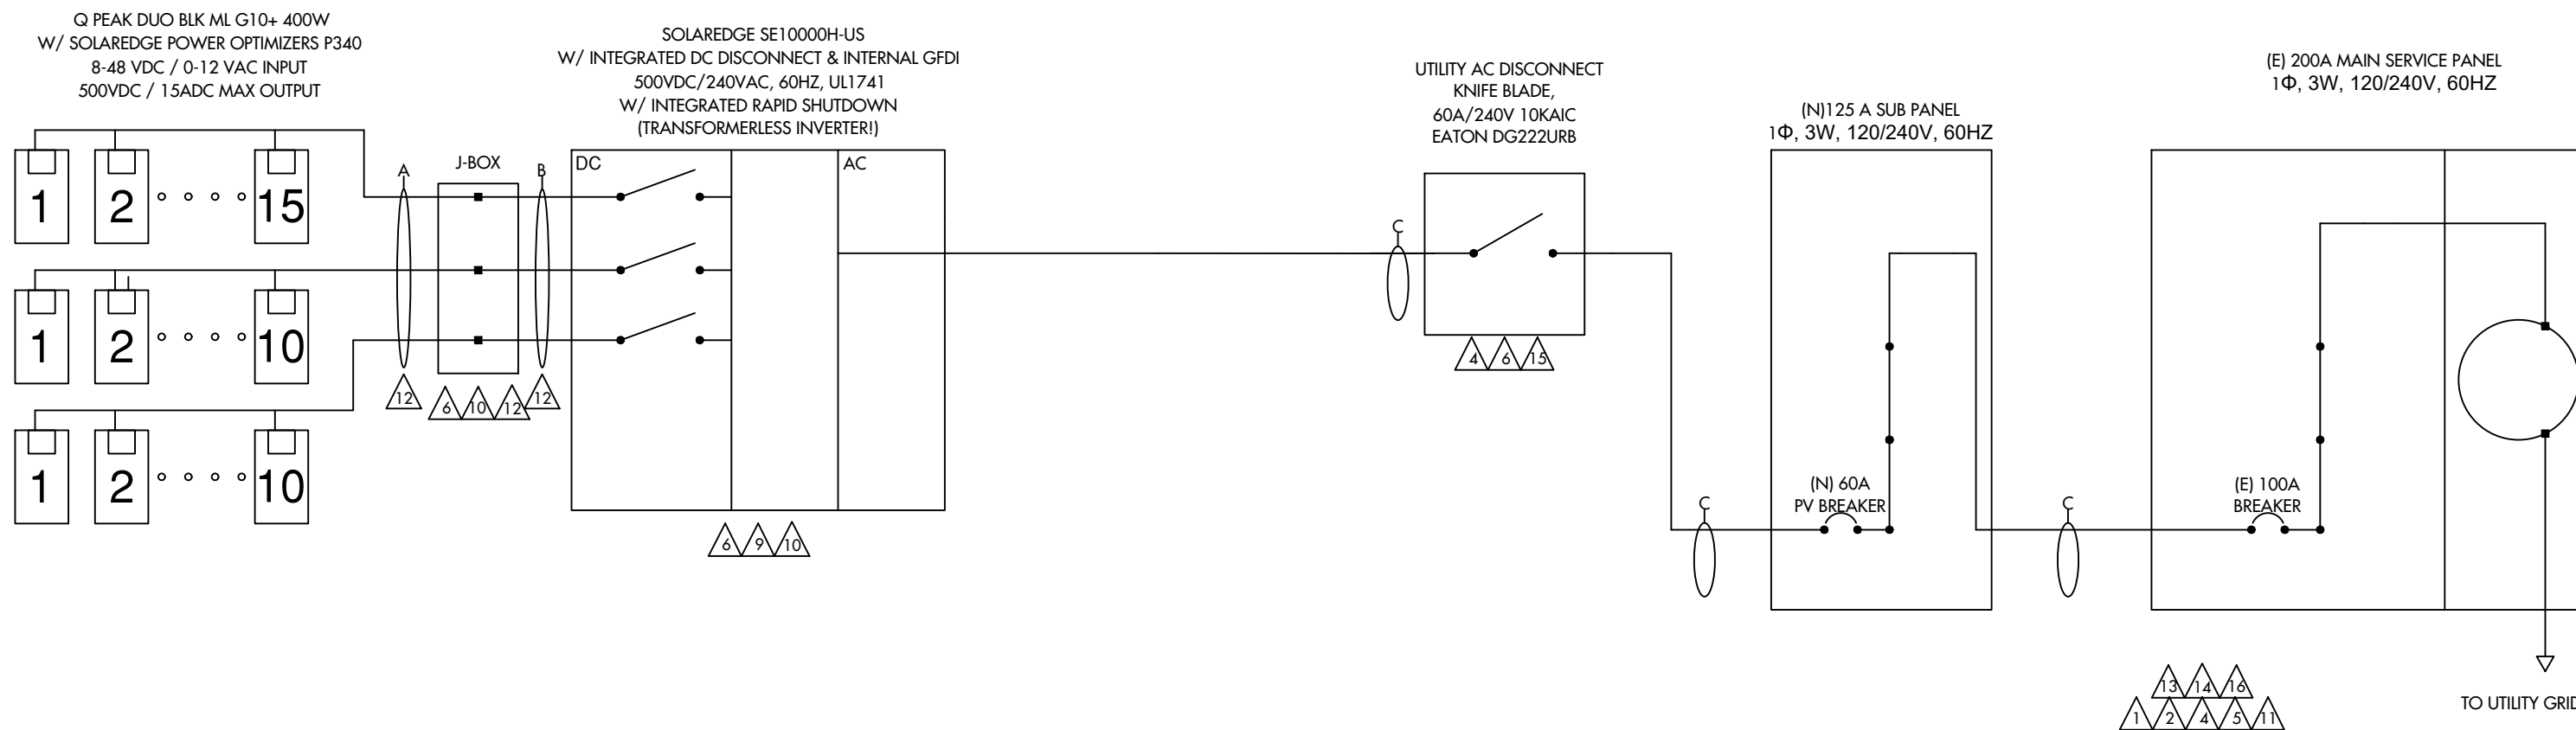 Q PEAK DUO BLK ML G10+ 400W
W/ SOLAREDGE POWER OPTIMIZERS P340
8-48 VDC / 0-12 VAC INPUT
500VDC / 15ADC MAX OUTPUT
SOLAREDGE SE10000H-US
W/ INTEGRATED DC DISCONNECT & INTERNAL GFDI
500VDC/240VAC, 60HZ, UL1741
W/ INTEGRATED RAPID SHUTDOWN
(TRANSFORMERLESS INVERTER!)
UTILITY AC DISCONNECT
KNIFE BLADE,
60A/240V 10KAIC
EATON DG222URB
(N)125 A SUB PANEL
1Φ, 3W, 120/240V, 60HZ
(E) 200A MAIN SERVICE PANEL
1Φ, 3W, 120/240V, 60HZ
1 2 15
A
J-BOX
B
DC
AC
C
1 2 10
12
6 10 12
12
4 6 15
1 2 10
6 9 10
(N) 60A
PV BREAKER
C
C
(E) 100A
BREAKER
13 14 16
1 2 4 5 11
TO UTILITY GRID